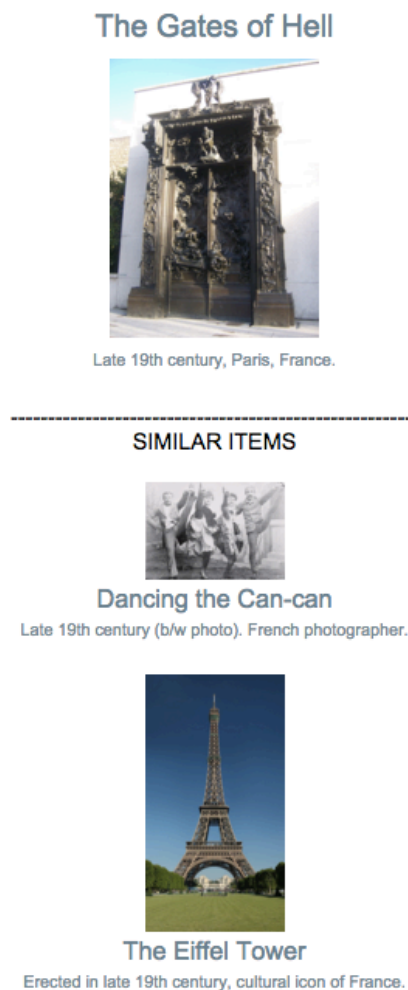 The Gates of Hell
Late 19th century, Paris, France.
SIMILAR ITEMS
Dancing the Can-can
Late 19th century (b/w photo). French photographer.
The Eiffel Tower
Erected in late 19th century, cultural icon of France.